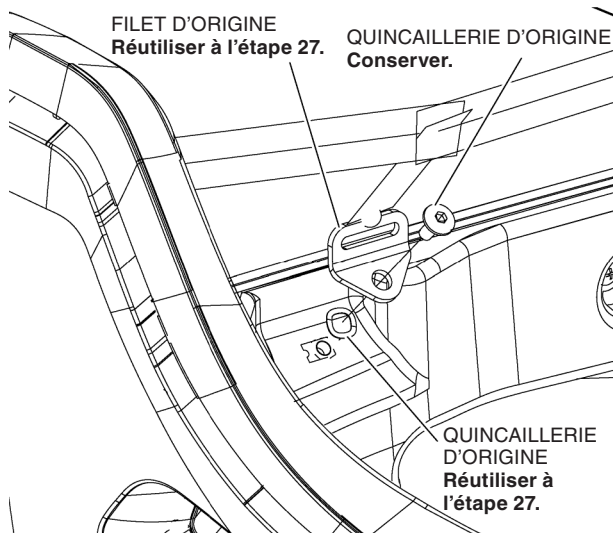 FILET D'ORIGINE
Réutiliser à l'étape 27.
QUINCAILLERIE D'ORIGINE
Conserver.
QUINCAILLERIE
D'ORIGINE
Réutiliser à
l'étape 27.